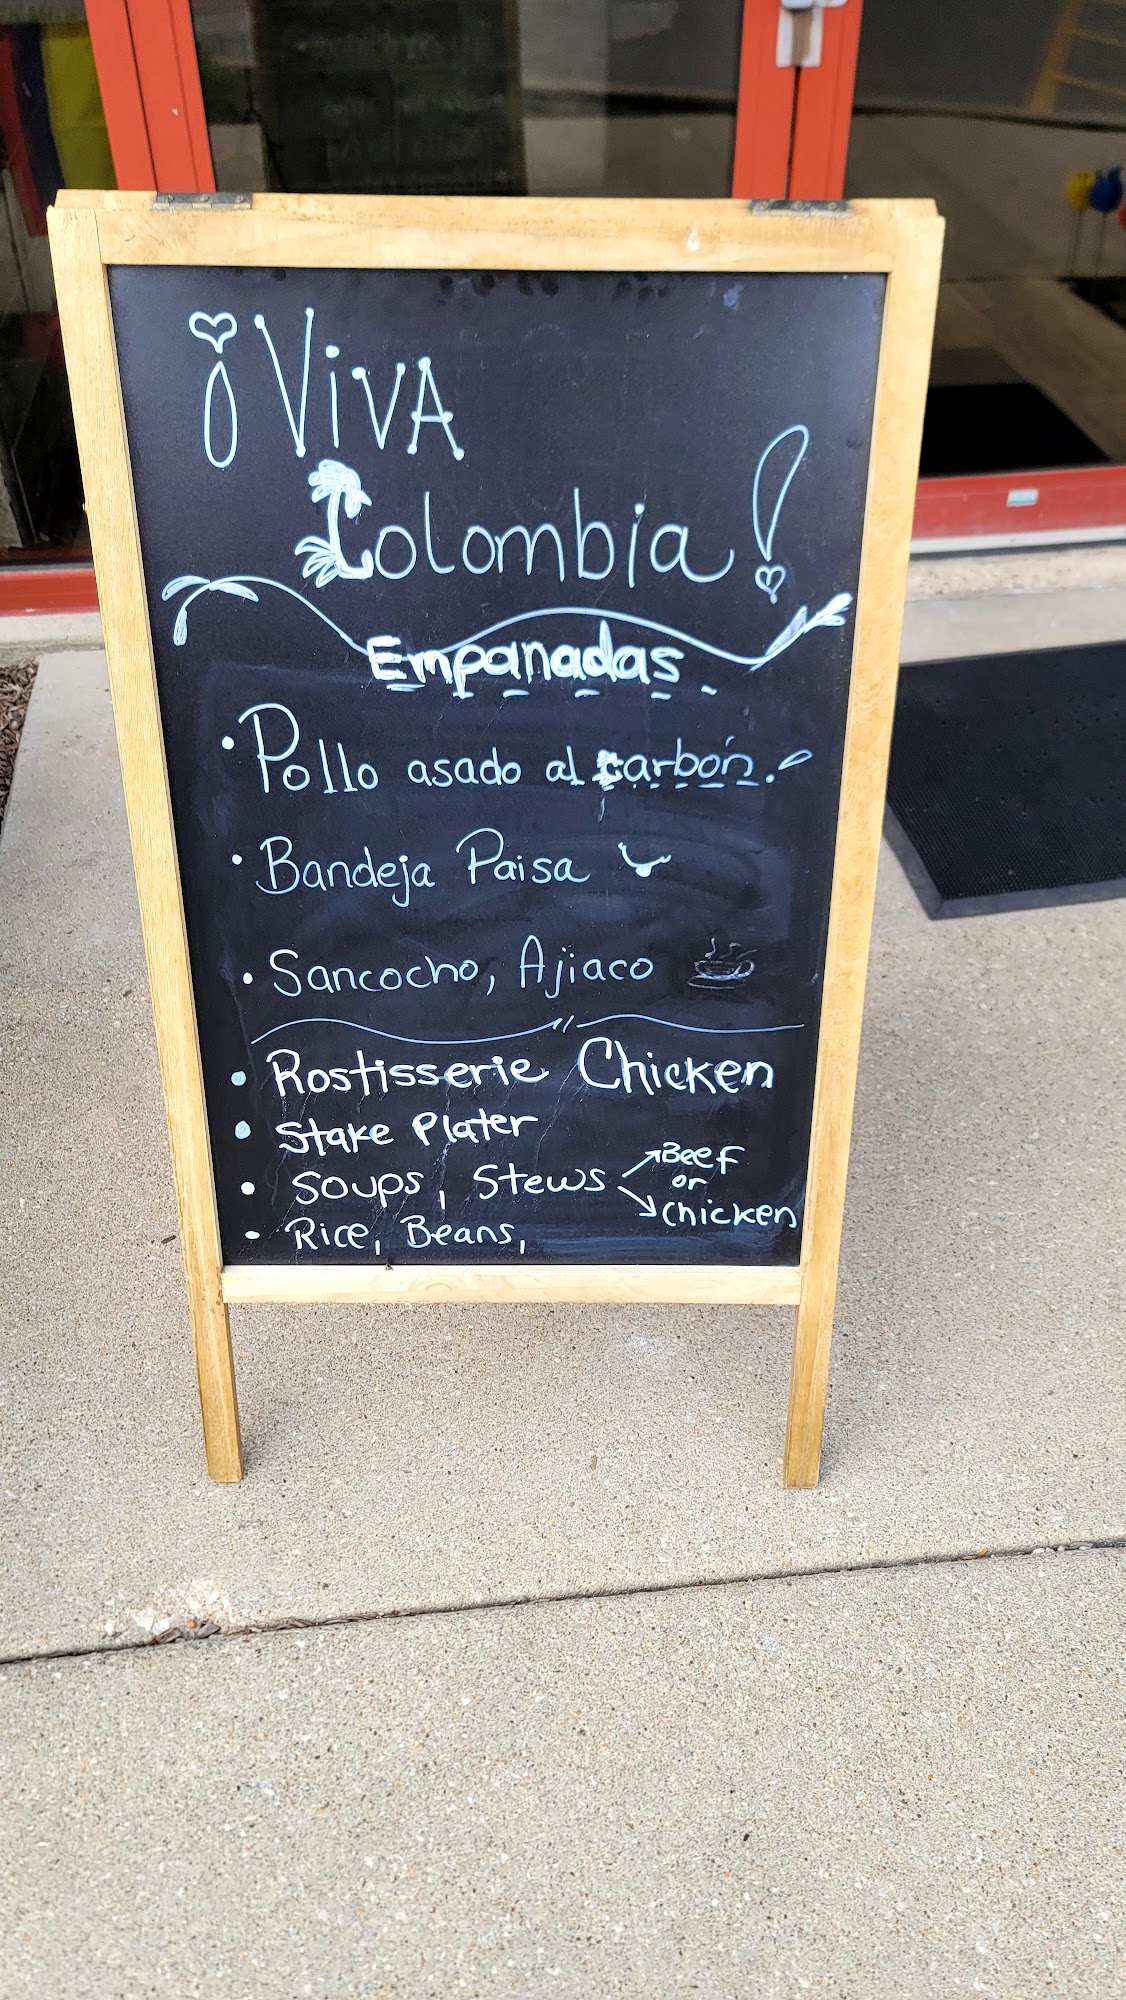 ¡ViVA
Colombia!
Empanadas
• Pollo asado al carbón.
• Bandeja Paisa
• Sancocho, Ajiaco
• Rostisserie Chicken
• Stake Plater
• Soups, Stews Beef
or
Chicken
• Rice, Beans,